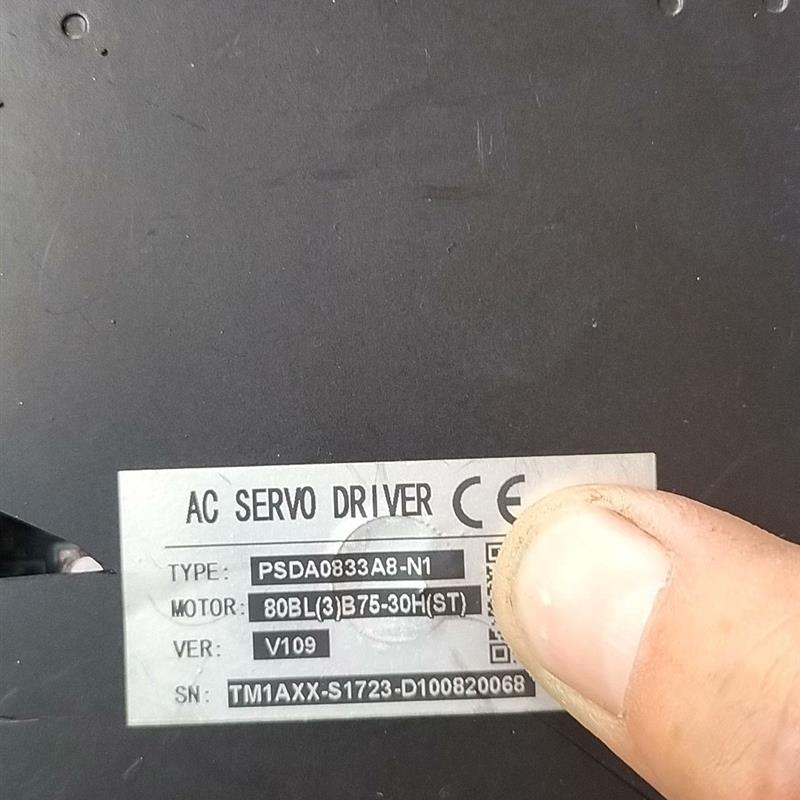 AC SERVO DRIVER CE
TYPE: PSDA0833A8-N1
MOTOR: 80BL(3)B75-30H(ST)
VER: V109
SN: TM1AXX-S1723-D100820068